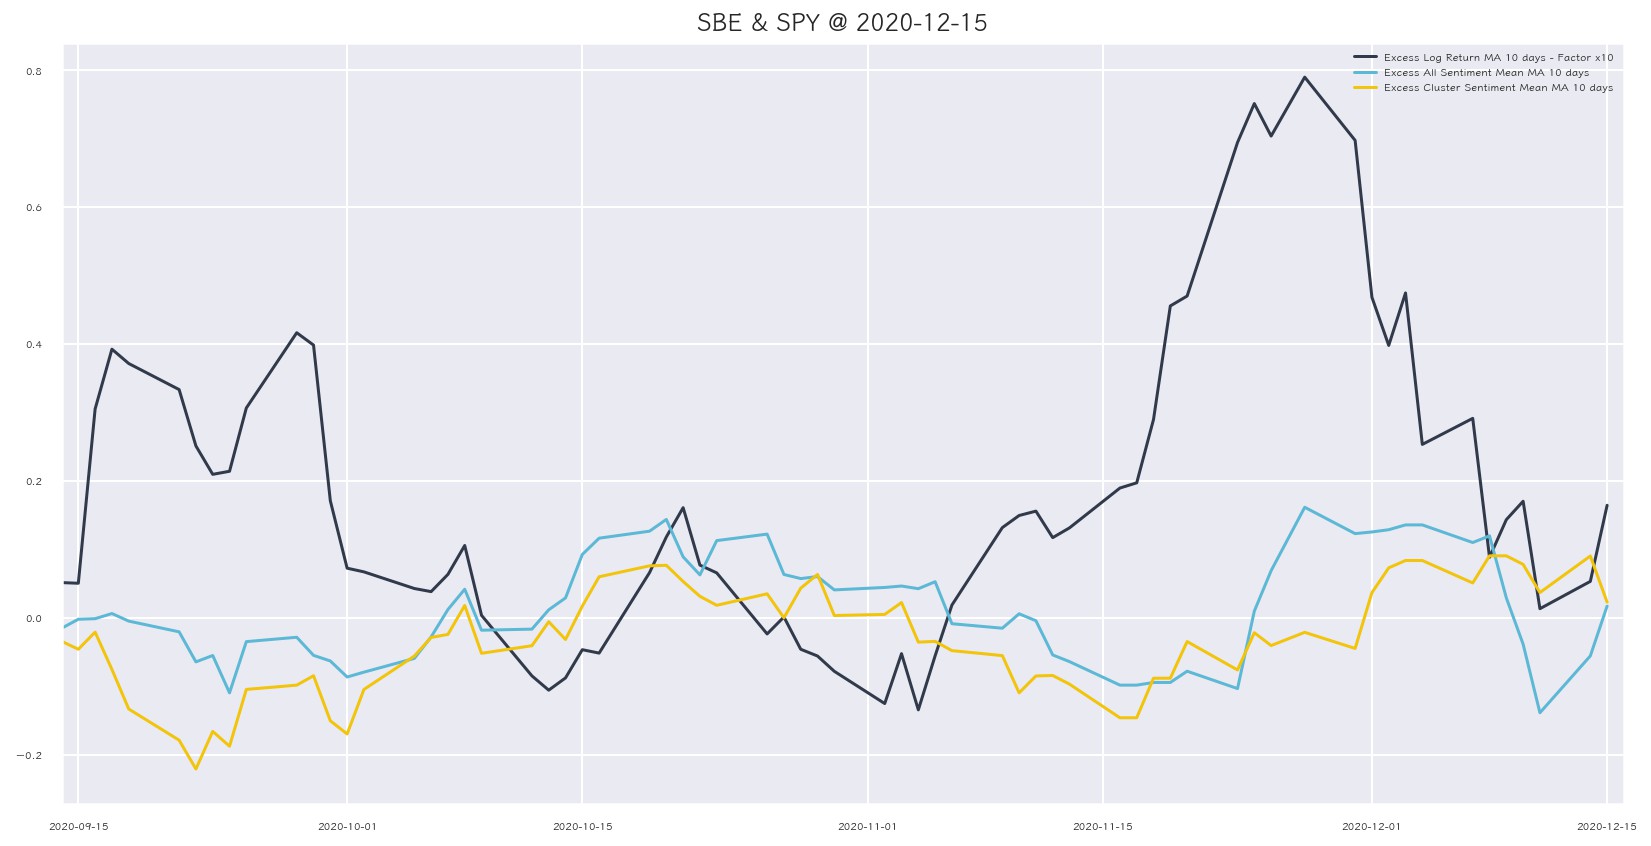 SBE & SPY @ 2020-12-15
Excess Log Return MA 10 days - Factor x10
Excess All Sentiment Mean MA 10 days
Excess Cluster Sentiment Mean MA 10 days
0.8
0.6
0.4
0.2
0.0
−0.2
2020-09-15 2020-10-01 2020-10-15 2020-11-01 2020-11-15 2020-12-01 2020-12-15